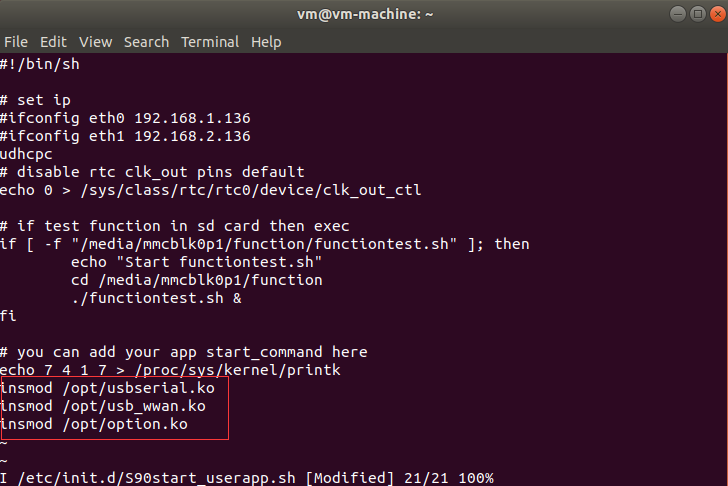 vm@vm-machine: ~
File Edit View Search Terminal Help
#!/bin/sh
# set ip
#ifconfig eth0 192.168.1.136
#ifconfig eth1 192.168.2.136
udhcpc
# disable rtc clk_out pins default
echo 0 > /sys/class/rtc/rtc0/device/clk_out_ctl
# if test function in sd card then exec
if [ -f "/media/mmcblk0p1/function/functiontest.sh" ]; then
        echo "Start functiontest.sh"
        cd /media/mmcblk0p1/function
        ./functiontest.sh &
fi
# you can add your app start_command here
echo 7 4 1 7 > /proc/sys/kernel/printk
insmod /opt/usbserial.ko
insmod /opt/usb_wwan.ko
insmod /opt/option.ko
~
~
I /etc/init.d/S90start_userapp.sh [Modified] 21/21 100%